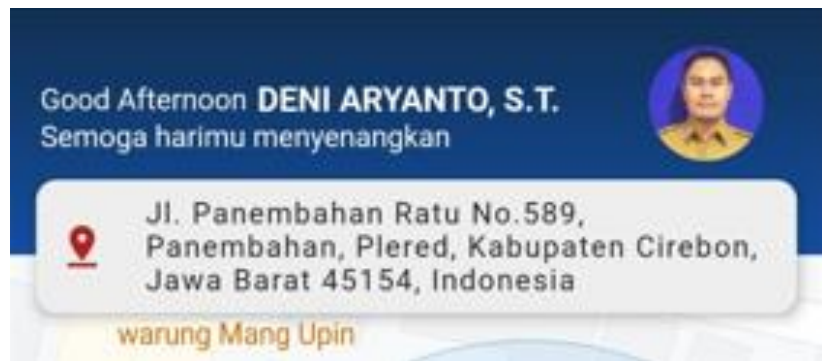 Good Afternoon DENI ARYANTO, S.T.
Semoga harimu menyenangkan
Jl. Panembahan Ratu No.589,
Panembahan, Plered, Kabupaten Cirebon,
Jawa Barat 45154, Indonesia
warung Mang Upin